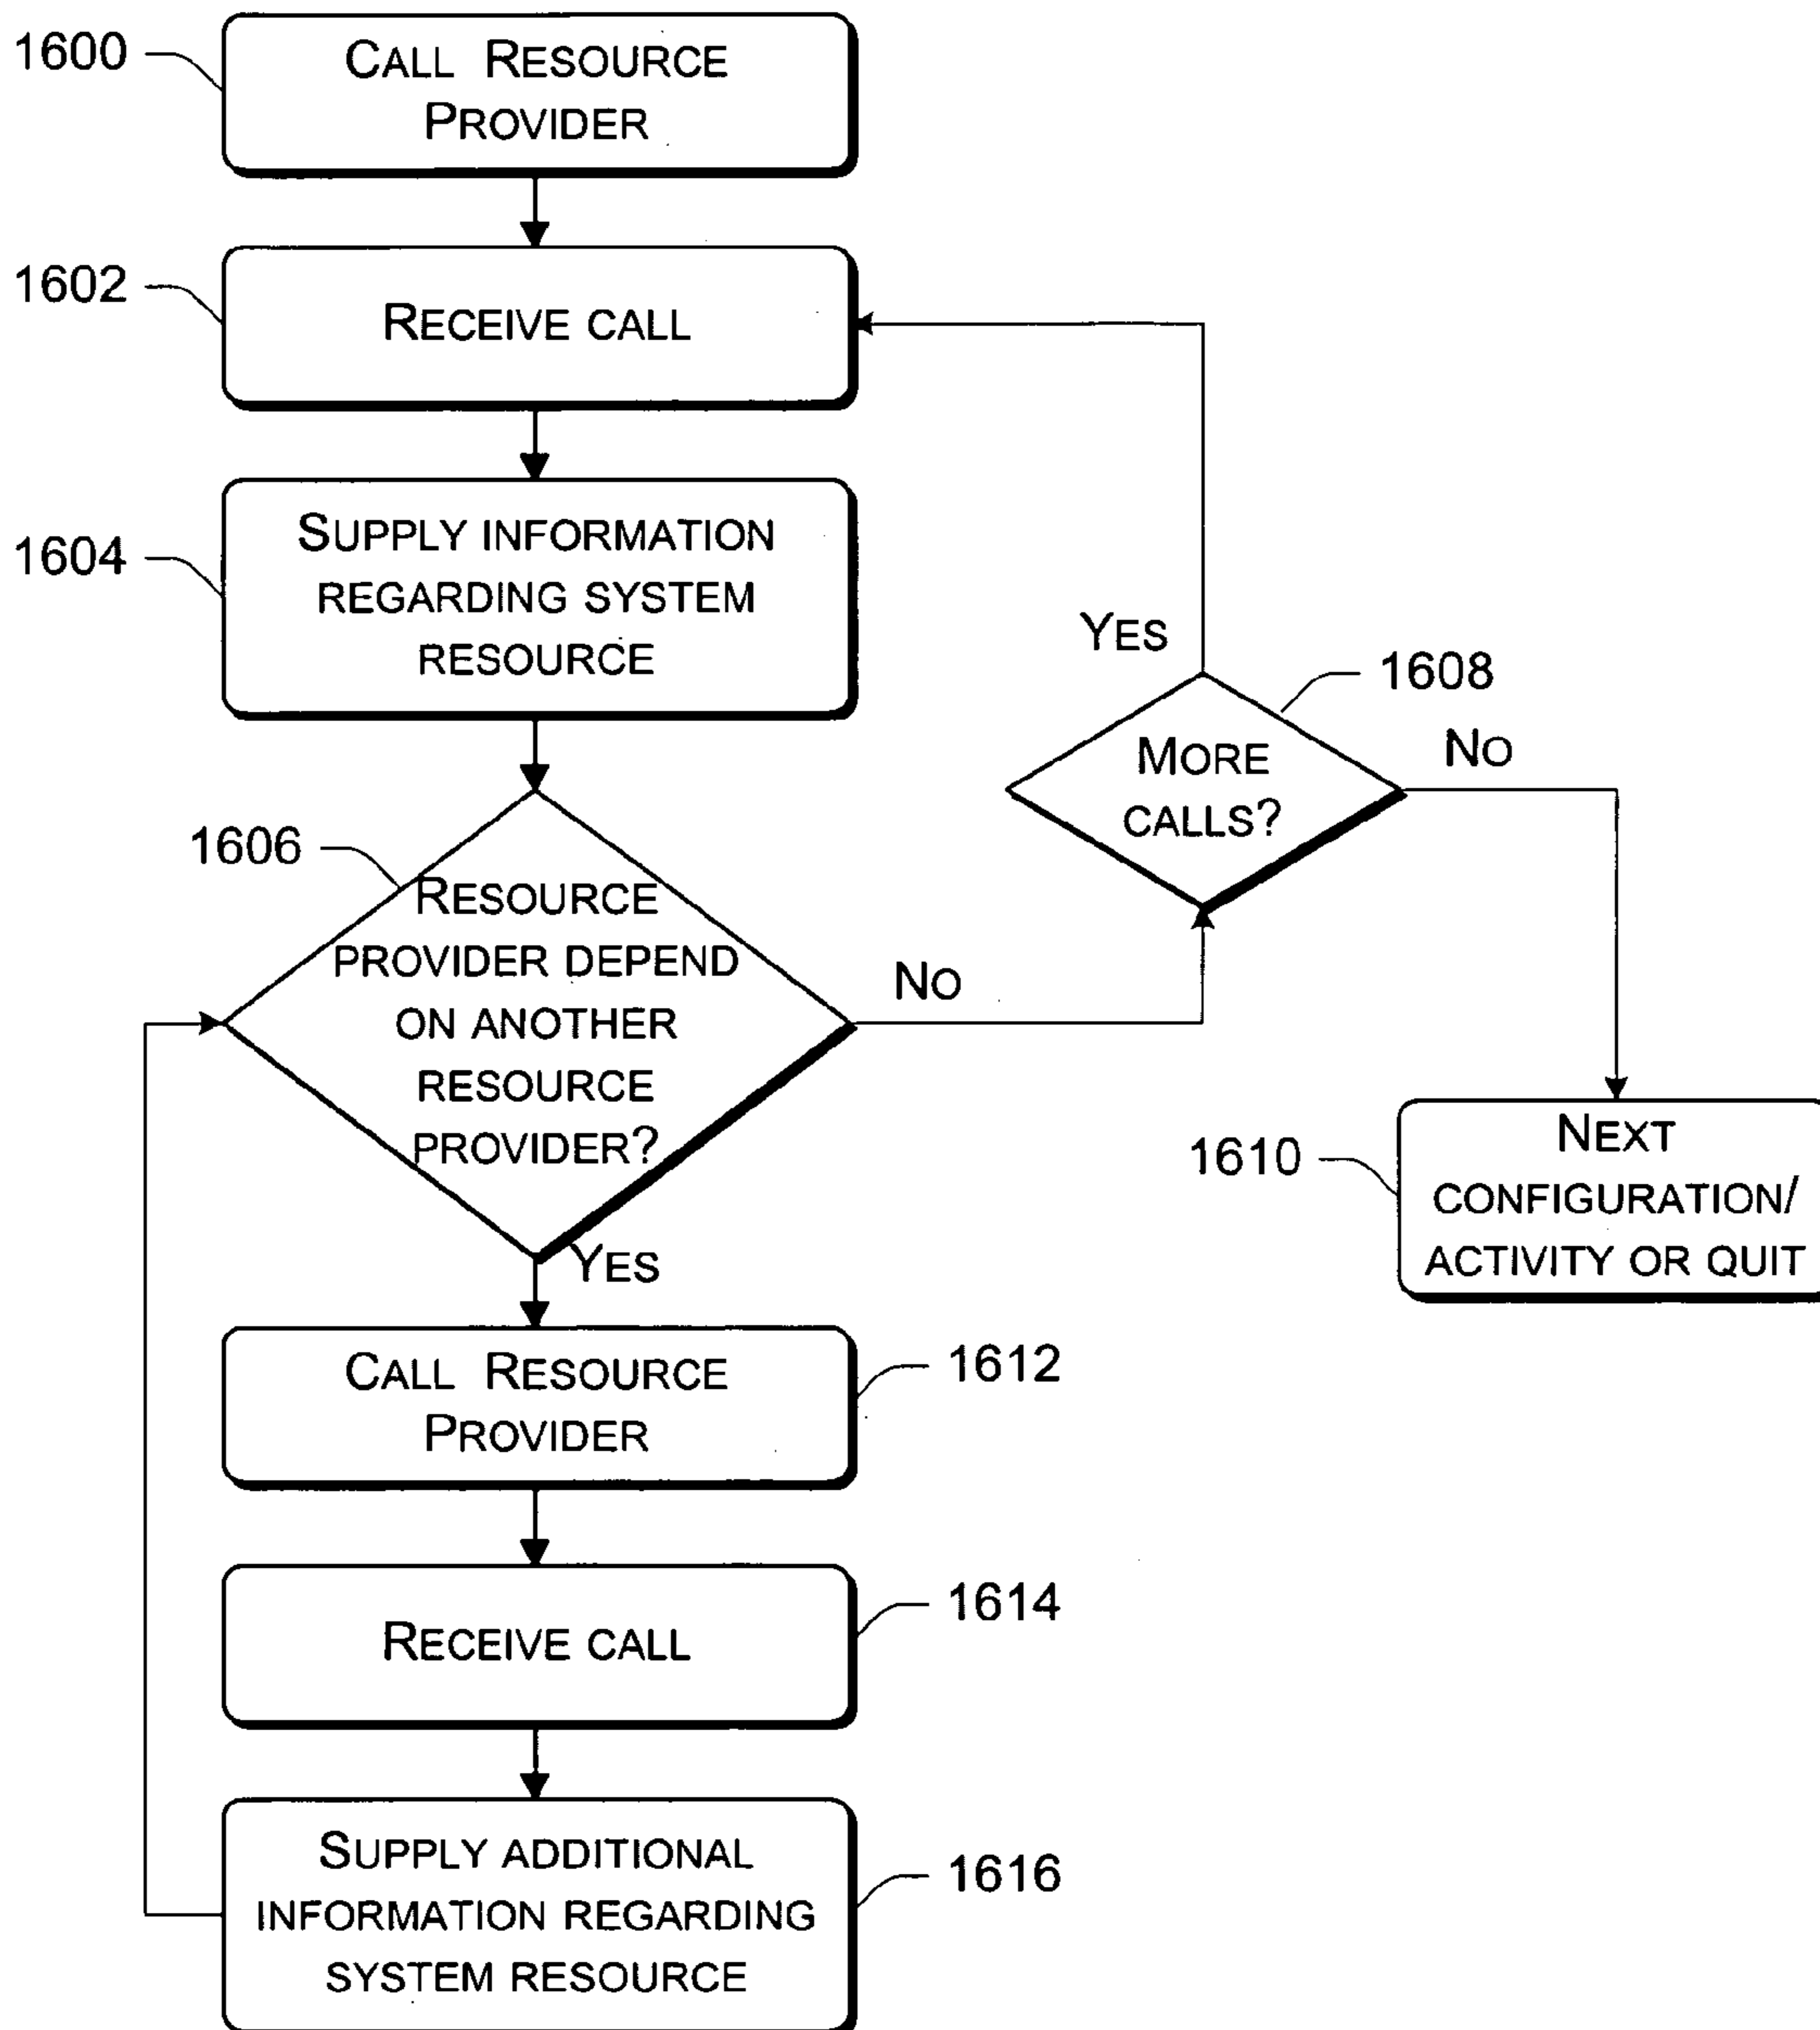 1600
CALL RESOURCE
PROVIDER
1602
RECEIVE CALL
1604
SUPPLY INFORMATION
REGARDING SYSTEM
RESOURCE
YES
1608
MORE
CALLS?
NO
1606
RESOURCE
PROVIDER DEPEND
ON ANOTHER
RESOURCE
PROVIDER?
NO
YES
1610
NEXT
CONFIGURATION/
ACTIVITY OR QUIT
CALL RESOURCE
PROVIDER
1612
RECEIVE CALL
1614
SUPPLY ADDITIONAL
INFORMATION REGARDING
SYSTEM RESOURCE
1616